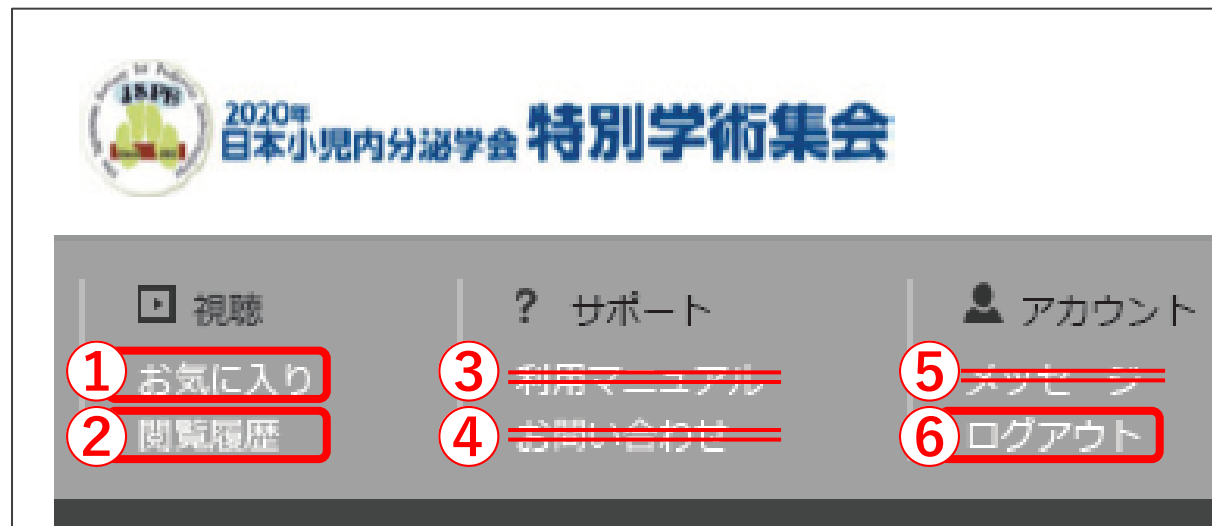 JSPE
2020年
日本小児内分泌学会 特別学術集会
視聴
? サポート
アカウント
① お気に入り
③ 利用マニュアル
⑤ メッセージ
②閲覧履歴
④ お問い合わせ
⑥ ログアウト